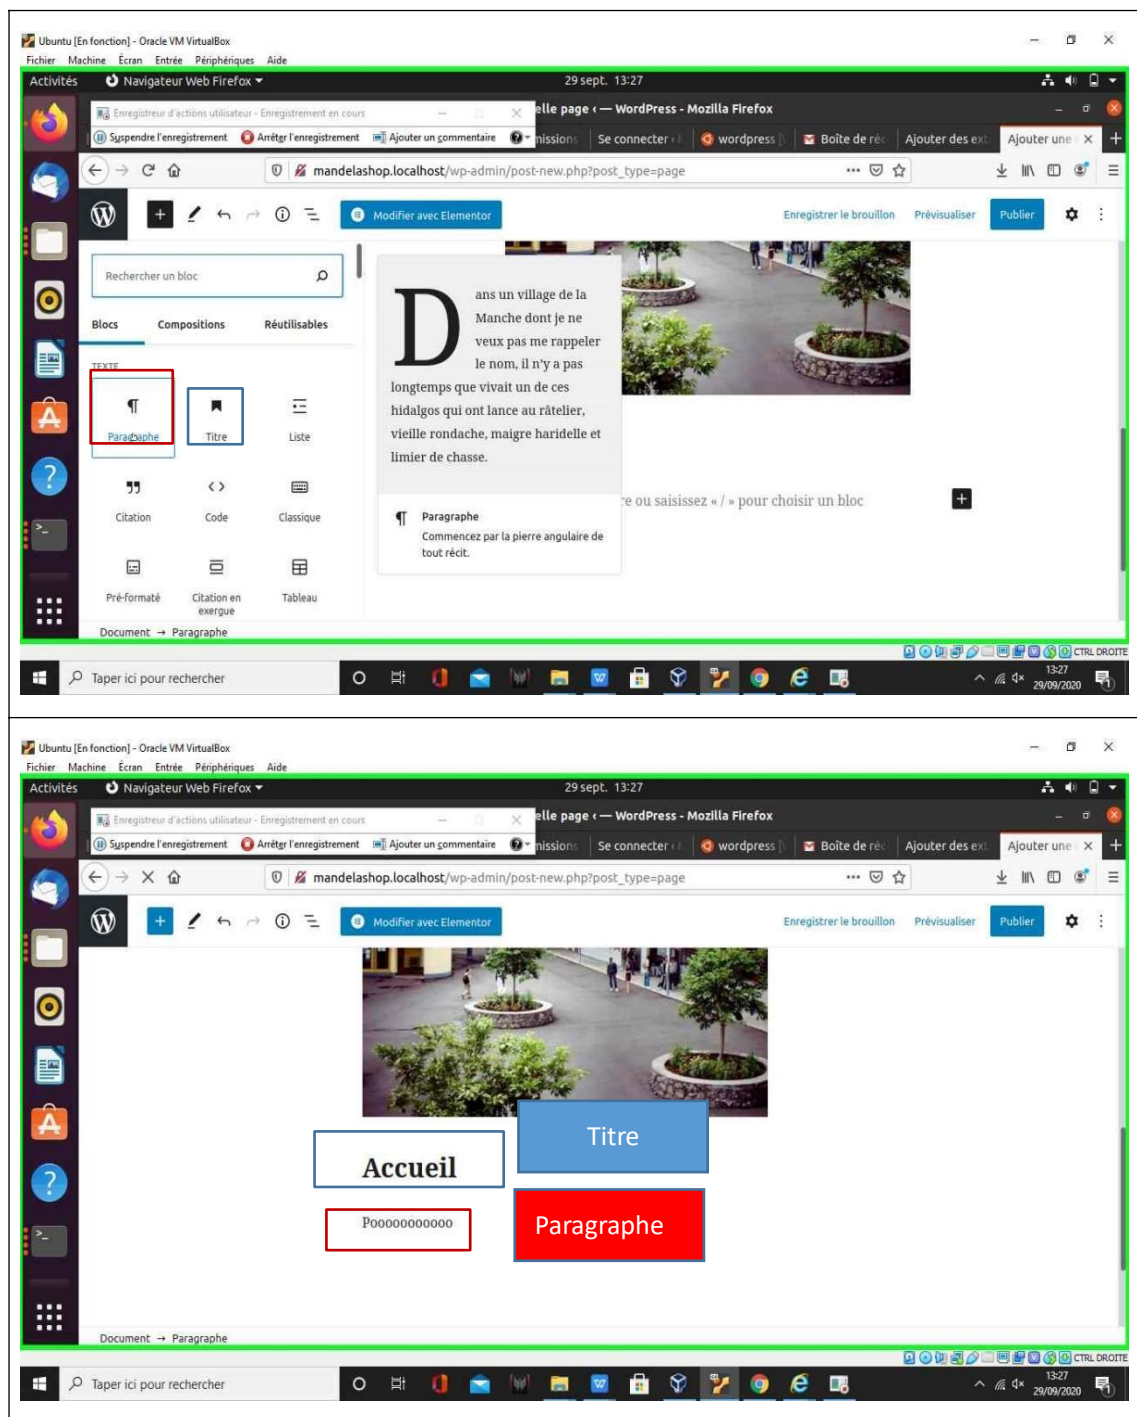 Ubuntu [En fonction] - Oracle VM VirtualBox
Fichier Machine Écran Entrée Périphériques Aide
Activités Navigateur Web Firefox 29 sept. 13:27
Enregistreur d'actions utilisateur - Enregistrement en cours elle page ‹ — WordPress - Mozilla Firefox
Suspendre l'enregistrement Arrêter l'enregistrement Ajouter un commentaire missions Se connecter ‹ wordpress Boîte de réc Ajouter des ext Ajouter une
mandelashop.localhost/wp-admin/post-new.php?post_type=page
Modifier avec Elementor Enregistrer le brouillon Prévisualiser Publier
Rechercher un bloc
Blocs Compositions Réutilisables
TEXTE
Paragraphe Titre Liste
Citation Code Classique
Pré-formaté Citation en exergue Tableau
Dans un village de la
Manche dont je ne
veux pas me rappeler
le nom, il n'y a pas
longtemps que vivait un de ces
hidalgos qui ont lance au râtelier,
vieille rondache, maigre haridelle et
limier de chasse.
Paragraphe
Commencez par la pierre angulaire de
tout récit.
re ou saisissez « / » pour choisir un bloc
Document → Paragraphe
CTRL DROITE
Taper ici pour rechercher 13:27
29/09/2020
Ubuntu [En fonction] - Oracle VM VirtualBox
Fichier Machine Écran Entrée Périphériques Aide
Activités Navigateur Web Firefox 29 sept. 13:27
Enregistreur d'actions utilisateur - Enregistrement en cours elle page ‹ — WordPress - Mozilla Firefox
Suspendre l'enregistrement Arrêter l'enregistrement Ajouter un commentaire missions Se connecter ‹ wordpress Boîte de réc Ajouter des ext Ajouter une
mandelashop.localhost/wp-admin/post-new.php?post_type=page
Modifier avec Elementor Enregistrer le brouillon Prévisualiser Publier
Titre
Accueil
Poooooooooooo
Paragraphe
Document → Paragraphe
CTRL DROITE
Taper ici pour rechercher 13:27
29/09/2020